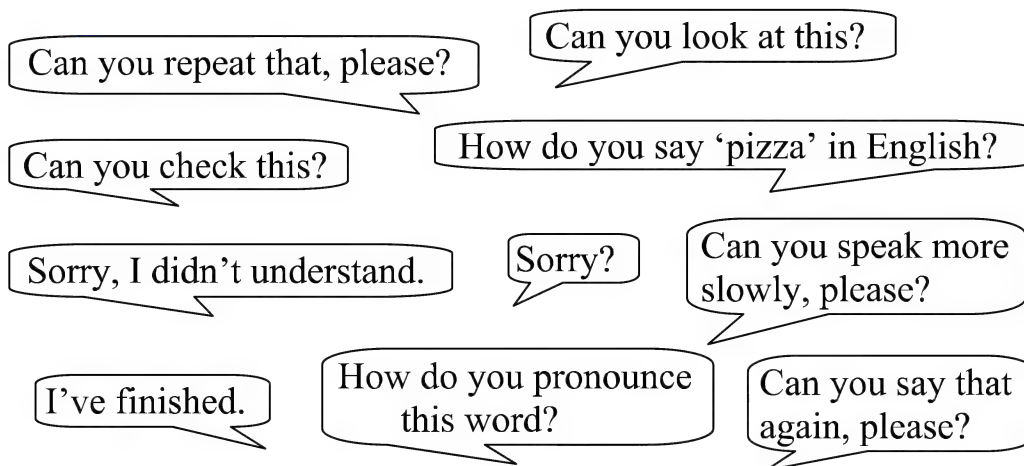 Can you look at this?
Can you repeat that, please?
How do you say ‘pizza’ in English?
Can you check this?
Can you speak more
slowly, please?
Sorry?
Sorry, I didn’t understand.
How do you pronounce
this word?
Can you say that
again, please?
I’ve finished.